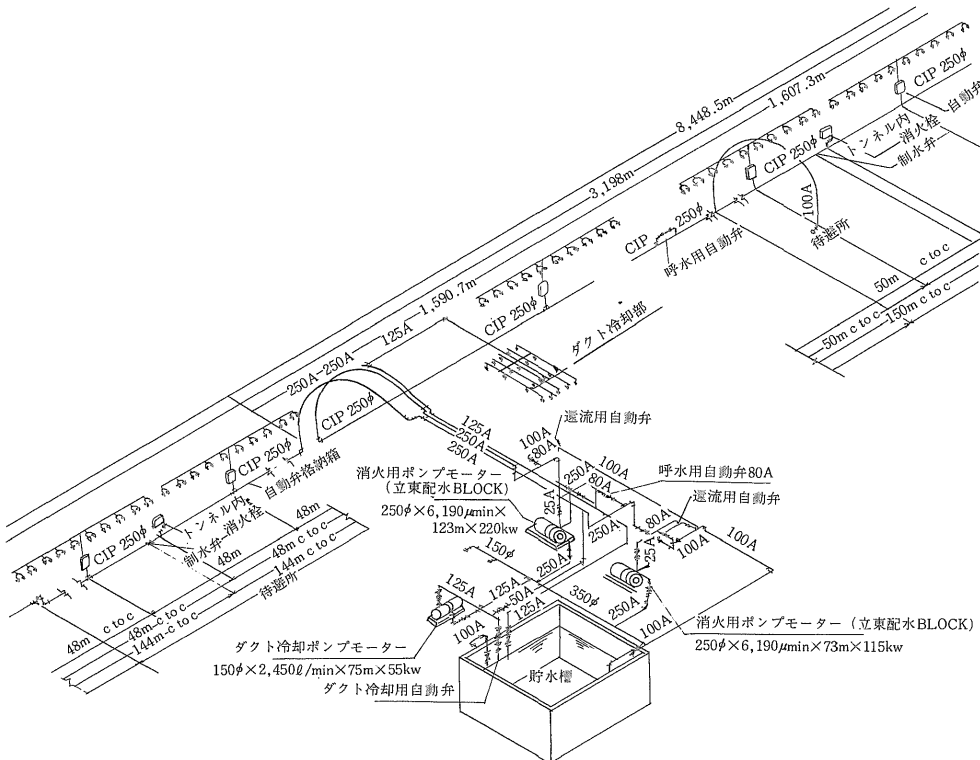 8,448.5m
1,607.3m
3,198m
1,590.7m
CIP 250φ
自動弁
トンネル内
消火栓
制水弁
CIP 250φ
100A
待避所
CIP 250φ
呼水用自動弁
50m c to c
50m c to c
150m c to c
CIP 250φ
ダクト冷却部
125A
250A-250A
CIP 250φ
CIP 250φ
自動弁格納箱
CIP 250φ
トンネル内
制水弁 消火栓
48m
48m
48m c to c
144m c to c
待避所
48m c to c
48m-c to c
144m-c to c
125A
250A
250A
還流用自動弁
100A
80A
100A
250A
80A
呼水用自動弁80A
還流用自動弁
消火用ポンプモーター
(立東配水BLOCK)
250φ×6,190μmin×
123m×220kw
25A
250A
250A
80A
25A
100A
100A
150φ
250A
350φ
250A
100A
125A
125A
50A
125A
100A
消火用ポンプモーター(立東配水BLOCK)
250φ×6,190μmin×73m×115kw
ダクト冷却ポンプモーター
150φ×2,450ℓ/min×75m×55kw
ダクト冷却用自動弁
貯水槽